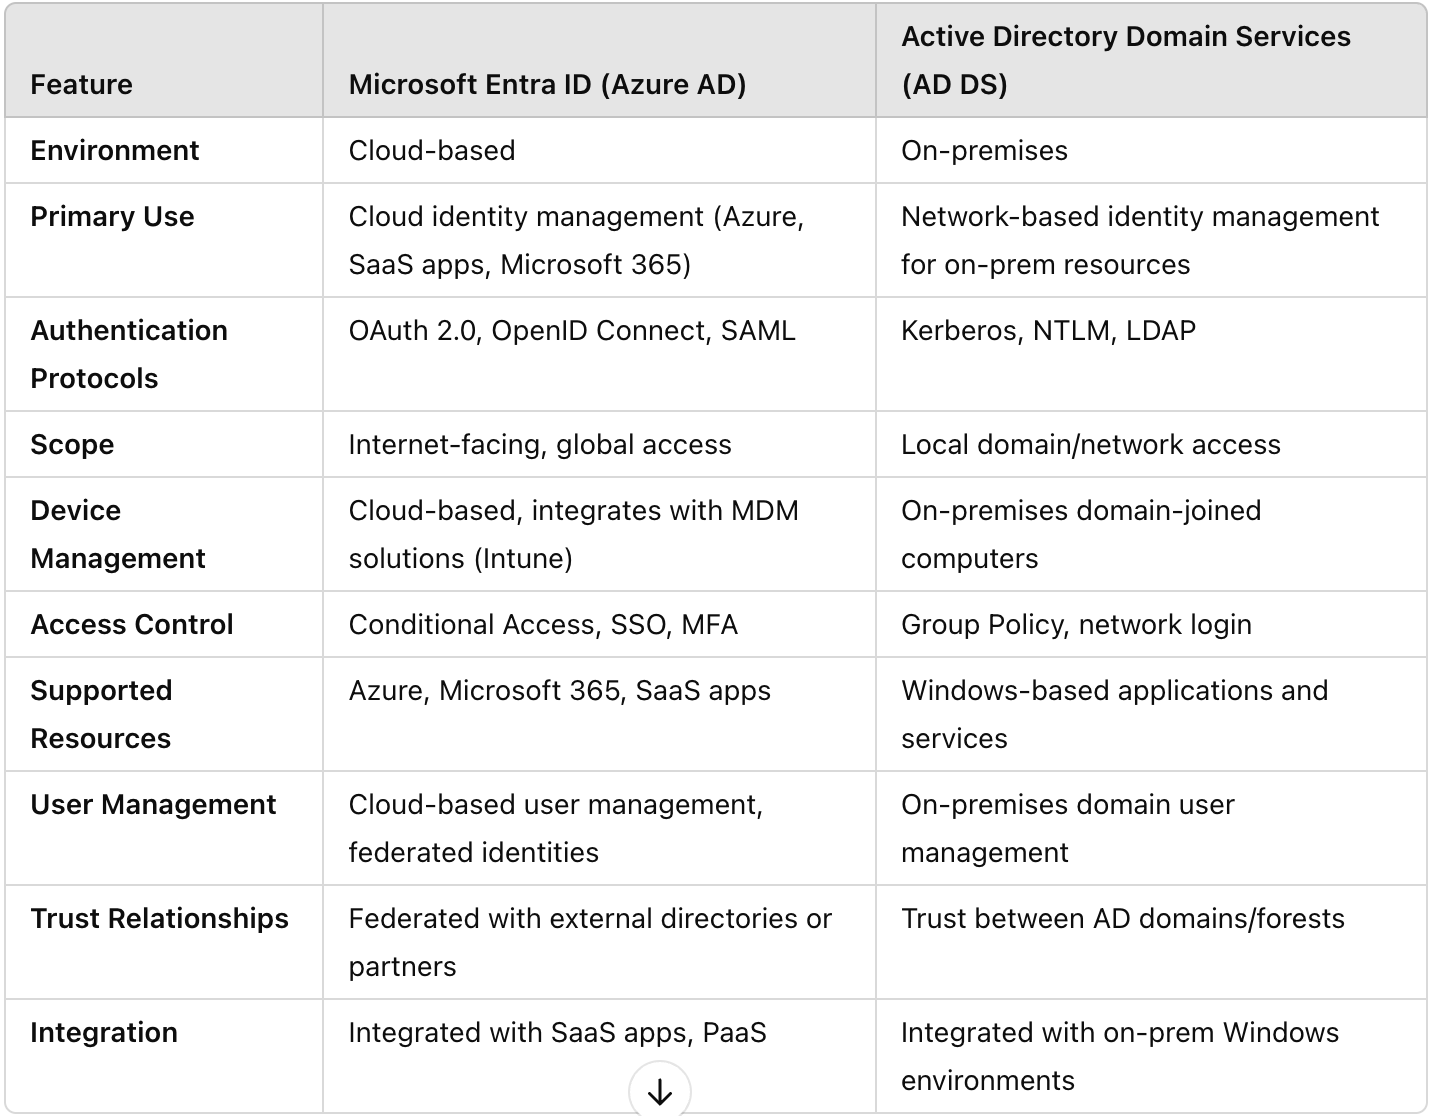 Feature
Microsoft Entra ID (Azure AD)
Active Directory Domain Services
(AD DS)
Environment
Cloud-based
On-premises
Primary Use
Cloud identity management (Azure,
SaaS apps, Microsoft 365)
Network-based identity management
for on-prem resources
Authentication
Protocols
OAuth 2.0, OpenID Connect, SAML
Kerberos, NTLM, LDAP
Scope
Internet-facing, global access
Local domain/network access
Device
Management
Cloud-based, integrates with MDM
solutions (Intune)
On-premises domain-joined
computers
Access Control
Conditional Access, SSO, MFA
Group Policy, network login
Supported
Resources
Azure, Microsoft 365, SaaS apps
Windows-based applications and
services
User Management
Cloud-based user management,
federated identities
On-premises domain user
management
Trust Relationships
Federated with external directories or
partners
Trust between AD domains/forests
Integration
Integrated with SaaS apps, PaaS
Integrated with on-prem Windows
environments